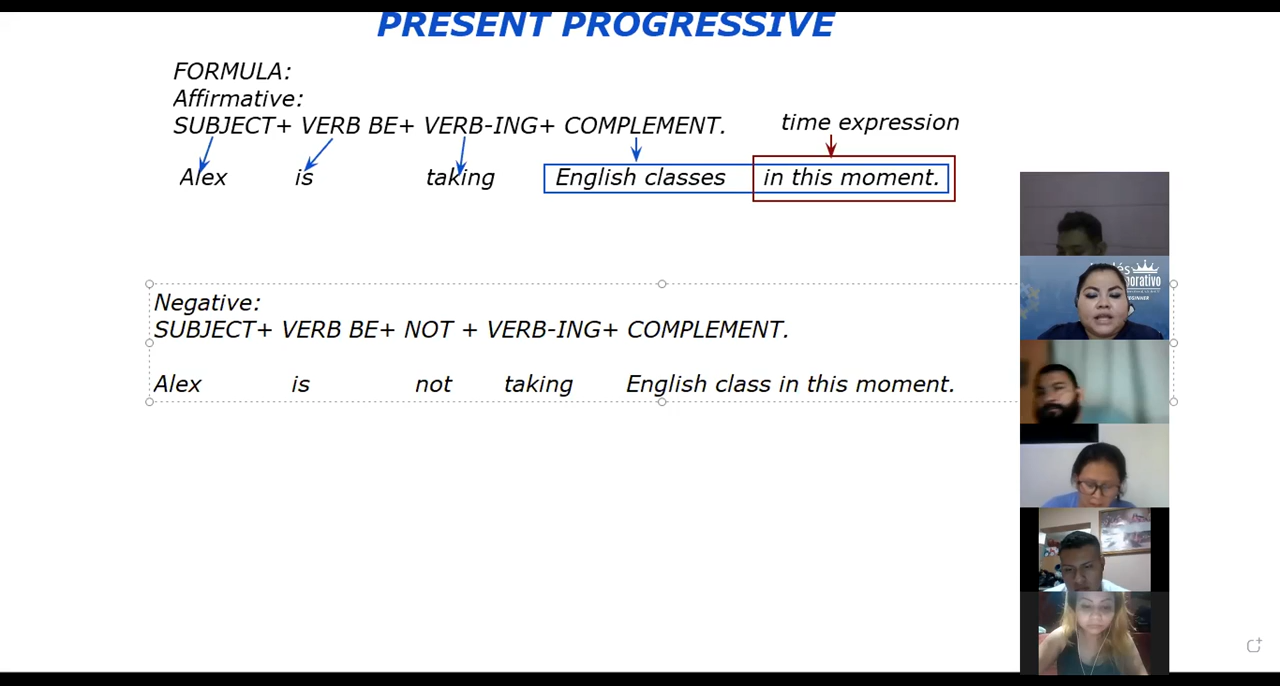 PRESENT PROGRESSIVE
FORMULA:
Affirmative:
SUBJECT+ VERB BE+ VERB-ING+ COMPLEMENT. time expression
Alex is taking English classes in this moment.
Negative:
SUBJECT+ VERB BE+ NOT + VERB-ING+ COMPLEMENT.
Alex is not taking English class in this moment.